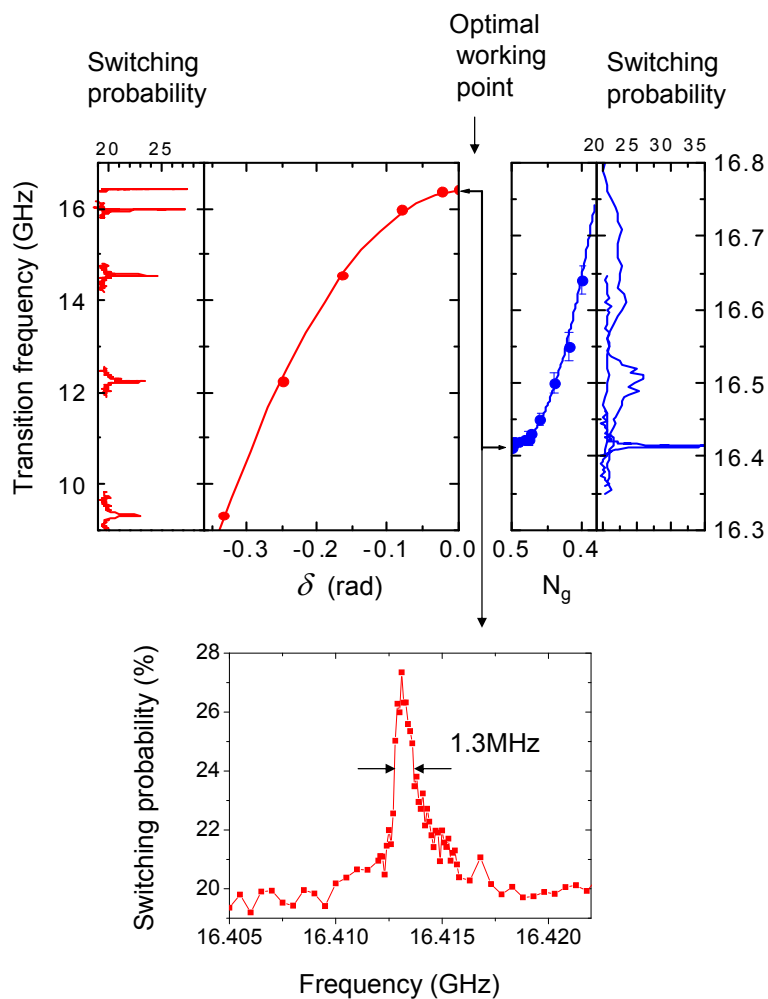 Optimal
working
point
Switching
probability
Switching
probability
20 25
20 25 30 35
Transition frequency (GHz)
16
14
12
10
16.8
16.7
16.6
16.5
16.4
16.3
-0.3 -0.2 -0.1 0.0
0.5 0.4
δ (rad)
Ng
Switching probability (%)
28
26
24
22
20
1.3MHz
16.405 16.410 16.415 16.420
Frequency (GHz)